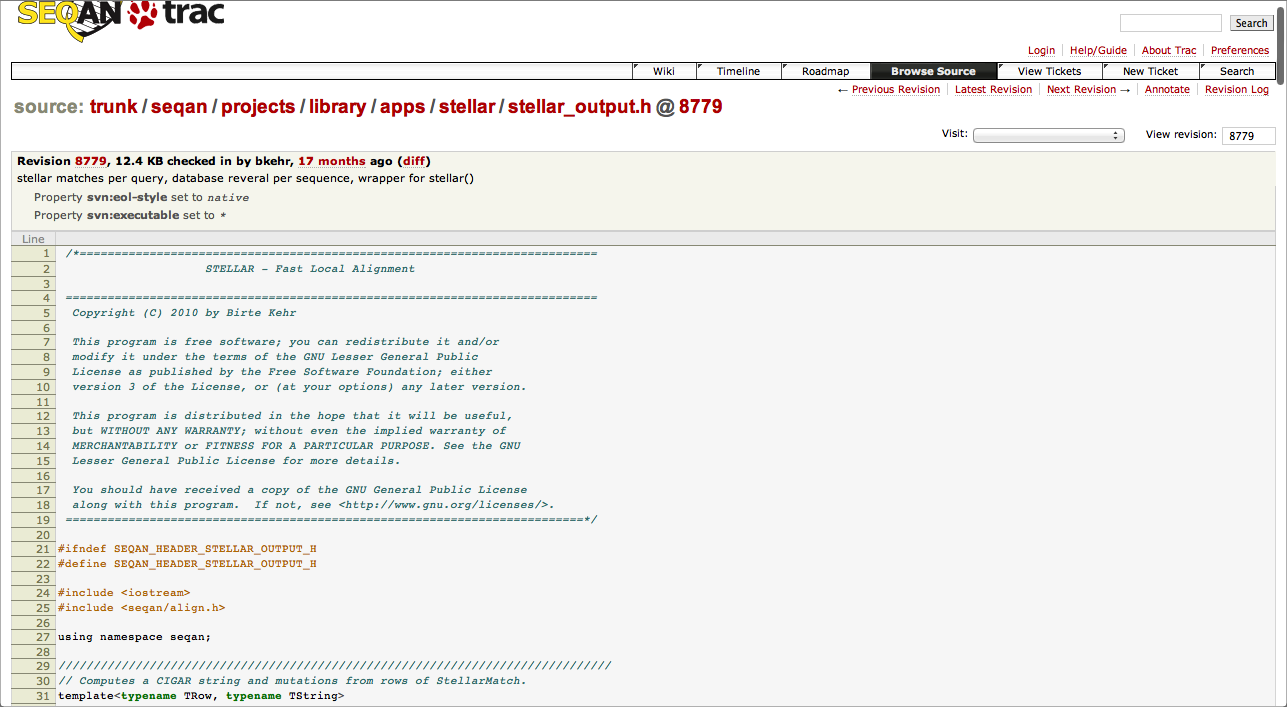 SEQAN trac
Search
Login Help/Guide About Trac Preferences
Wiki Timeline Roadmap Browse Source View Tickets New Ticket Search
← Previous Revision Latest Revision Next Revision → Annotate Revision Log
source: trunk / seqan / projects / library / apps / stellar / stellar_output.h @ 8779
Visit: View revision: 8779
Revision 8779, 12.4 KB checked in by bkehr, 17 months ago (diff)
stellar matches per query, database reveral per sequence, wrapper for stellar()
Property svn:eol-style set to native
Property svn:executable set to *
Line
1 /*==========================================================================
2 STELLAR - Fast Local Alignment
3
4 ============================================================================
5 Copyright (C) 2010 by Birte Kehr
6
7 This program is free software; you can redistribute it and/or
8 modify it under the terms of the GNU Lesser General Public
9 License as published by the Free Software Foundation; either
10 version 3 of the License, or (at your options) any later version.
11
12 This program is distributed in the hope that it will be useful,
13 but WITHOUT ANY WARRANTY; without even the implied warranty of
14 MERCHANTABILITY or FITNESS FOR A PARTICULAR PURPOSE. See the GNU
15 Lesser General Public License for more details.
16
17 You should have received a copy of the GNU General Public License
18 along with this program.  If not, see <http://www.gnu.org/licenses/>.
19 ==========================================================================*/
20
21 #ifndef SEQAN_HEADER_STELLAR_OUTPUT_H
22 #define SEQAN_HEADER_STELLAR_OUTPUT_H
23
24 #include <iostream>
25 #include <seqan/align.h>
26
27 using namespace seqan;
28
29 ///////////////////////////////////////////////////////////////////////////////
30 // Computes a CIGAR string and mutations from rows of StellarMatch.
31 template<typename TRow, typename TString>